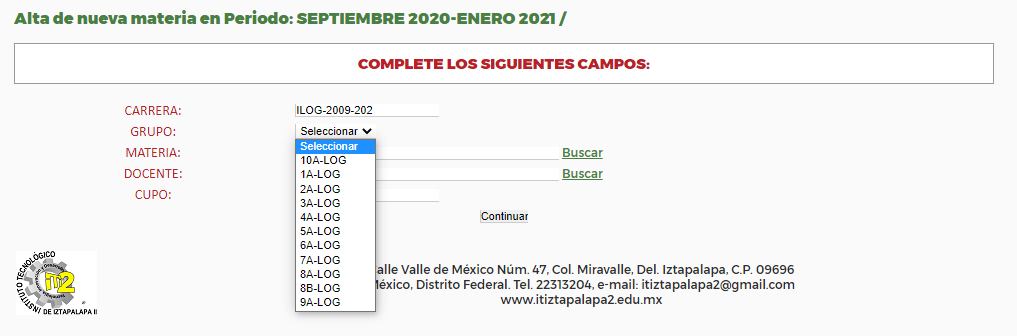 Alta de nueva materia en Periodo: SEPTIEMBRE 2020-ENERO 2021 /
COMPLETE LOS SIGUIENTES CAMPOS:
CARRERA: ILOG-2009-202
GRUPO: Seleccionar
Seleccionar
10A-LOG
1A-LOG
2A-LOG
3A-LOG
4A-LOG
5A-LOG
6A-LOG
7A-LOG
8A-LOG
8B-LOG
9A-LOG
MATERIA: Buscar
DOCENTE: Buscar
CUPO:
Continuar
INSTITUTO TECNOLÓGICO
it2
DE IZTAPALAPA II
alle Valle de México Núm. 47, Col. Miravalle, Del. Iztapalapa, C.P. 09696
México, Distrito Federal. Tel. 22313204, e-mail: itiztapalapa2@gmail.com
www.itiztapalapa2.edu.mx